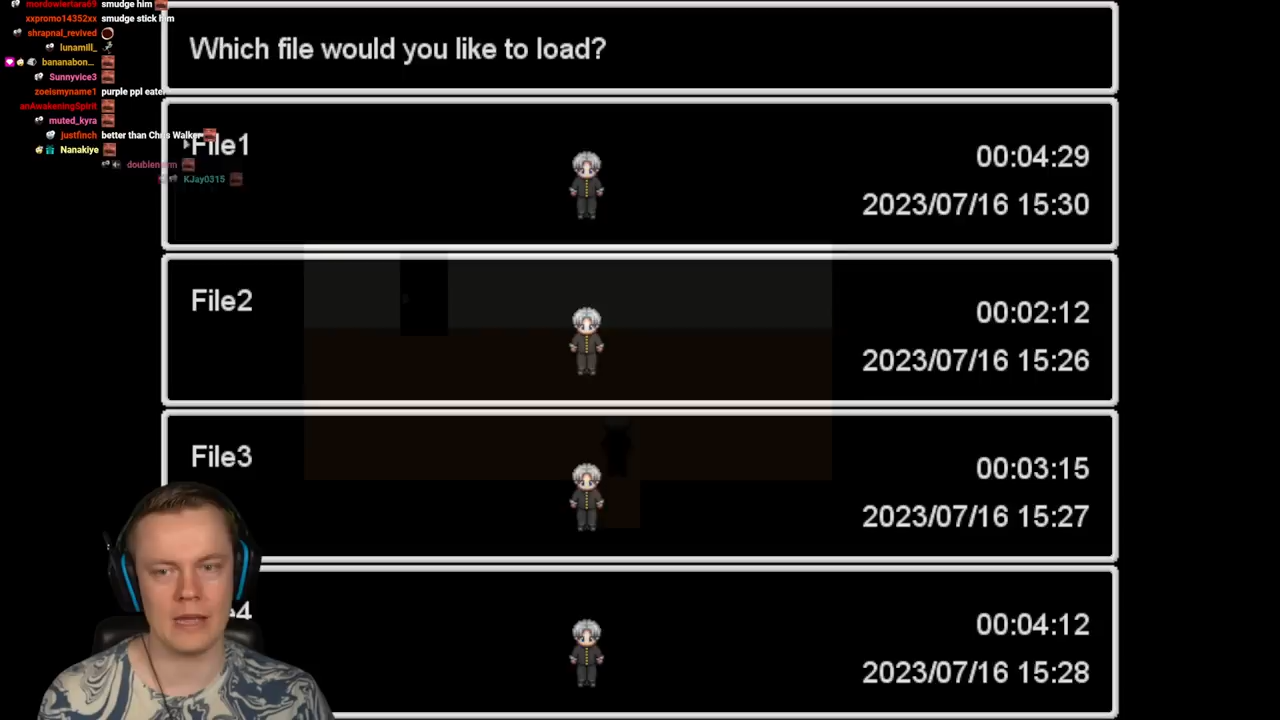 mordowlertara69 smudge him
xxpromo14352xx smudge stick him
shrapnal_revived
lunamill_
bananabon...
Sunnyvice3
zoeismyname1 purple ppl eater
anAwakeningSpirit
muted_kyra
justfinch better than Chris Walker
Nanakiye
KJay0315
Which file would you like to load?
File1
00:04:29
2023/07/16 15:30
File2
00:02:12
2023/07/16 15:26
File3
00:03:15
2023/07/16 15:27
00:04:12
2023/07/16 15:28